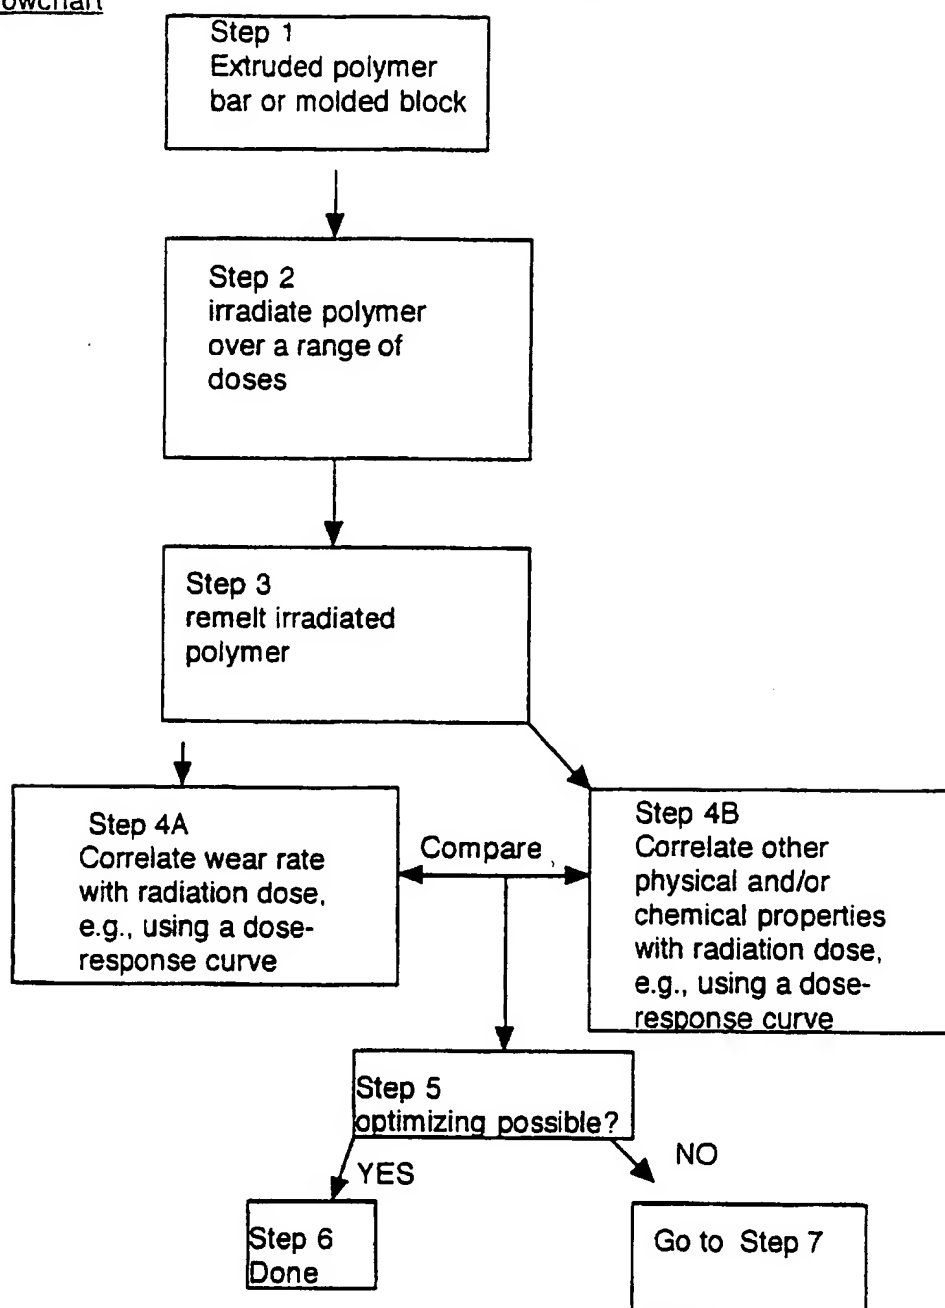 Step 1
Extruded polymer
bar or molded block
Step 2
irradiate polymer
over a range of
doses
Step 3
remelt irradiated
polymer
Step 4A
Correlate wear rate
with radiation dose,
e.g., using a dose-
response curve
Compare
Step 4B
Correlate other
physical and/or
chemical properties
with radiation dose,
e.g., using a dose-
response curve
Step 5
optimizing possible?
YES
NO
Step 6
Done
Go to Step 7